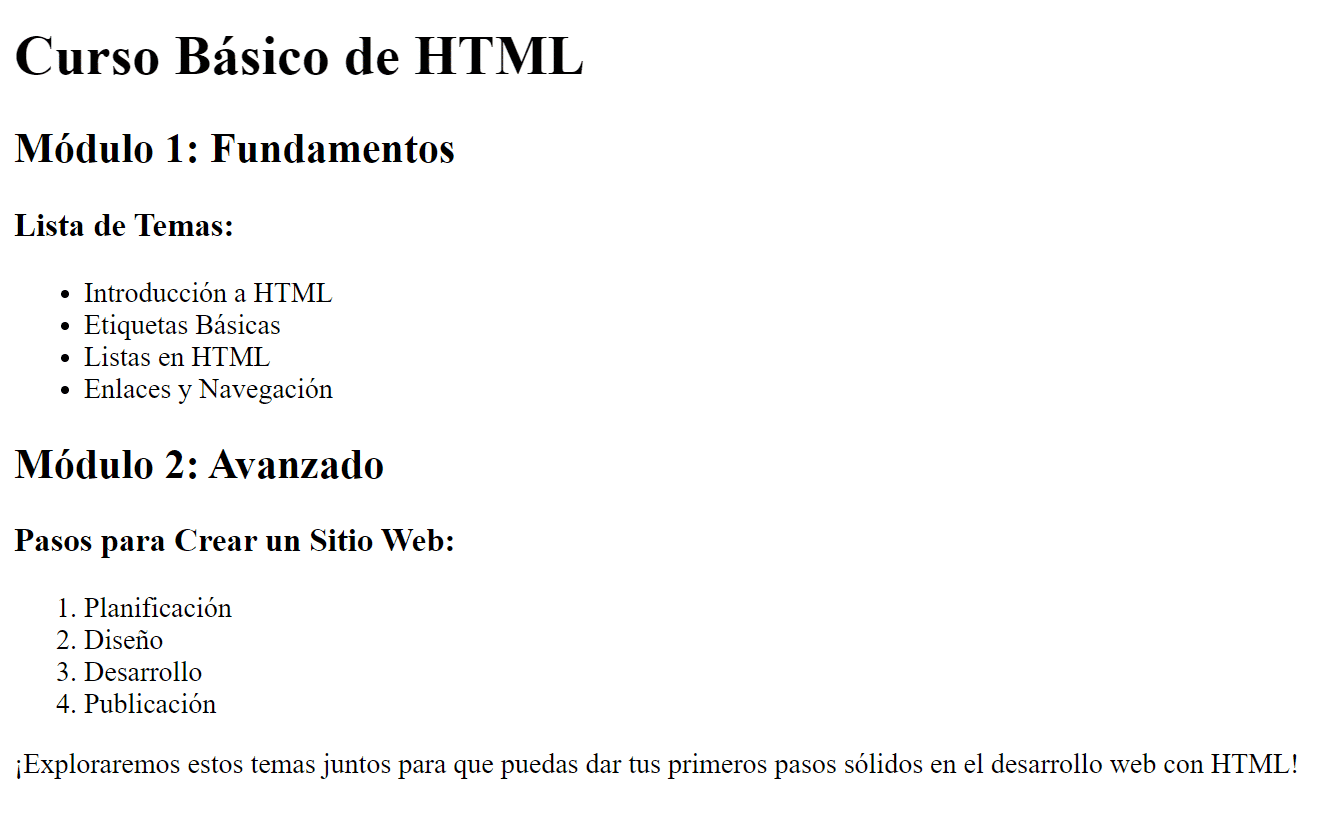 Curso Básico de HTML
Módulo 1: Fundamentos
Lista de Temas:
• Introducción a HTML
• Etiquetas Básicas
• Listas en HTML
• Enlaces y Navegación
Módulo 2: Avanzado
Pasos para Crear un Sitio Web:
1. Planificación
2. Diseño
3. Desarrollo
4. Publicación
¡Exploraremos estos temas juntos para que puedas dar tus primeros pasos sólidos en el desarrollo web con HTML!